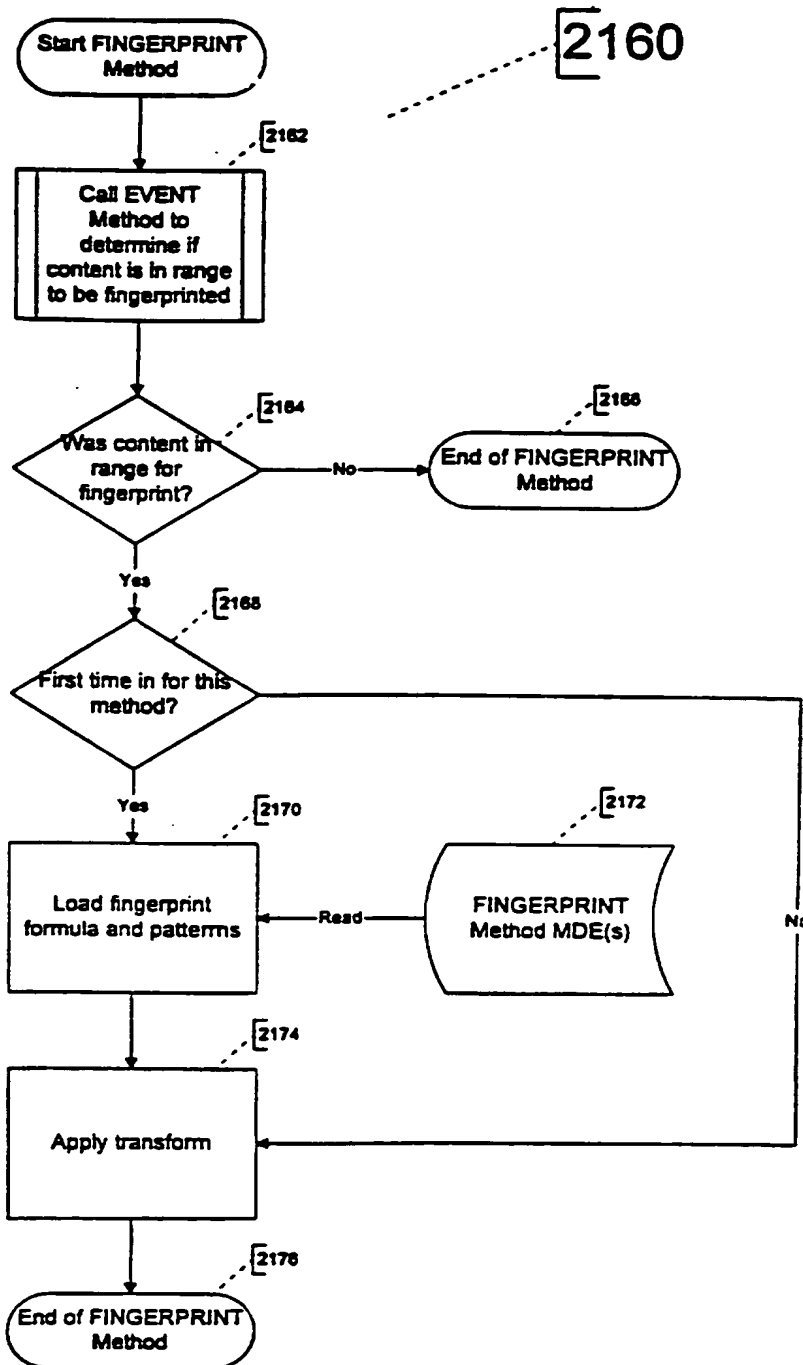 Start FINGERPRINT
Method
2160
2162
Call EVENT
Method to
determine if
content is in range
to be fingerprinted
2164
Was content in
range for
fingerprint?
No
2166
End of FINGERPRINT
Method
Yes
2168
First time in for this
method?
Yes
2170
Load fingerprint
formula and patterns
Read
2172
FINGERPRINT
Method MDE(s)
No
2174
Apply transform
2176
End of FINGERPRINT
Method